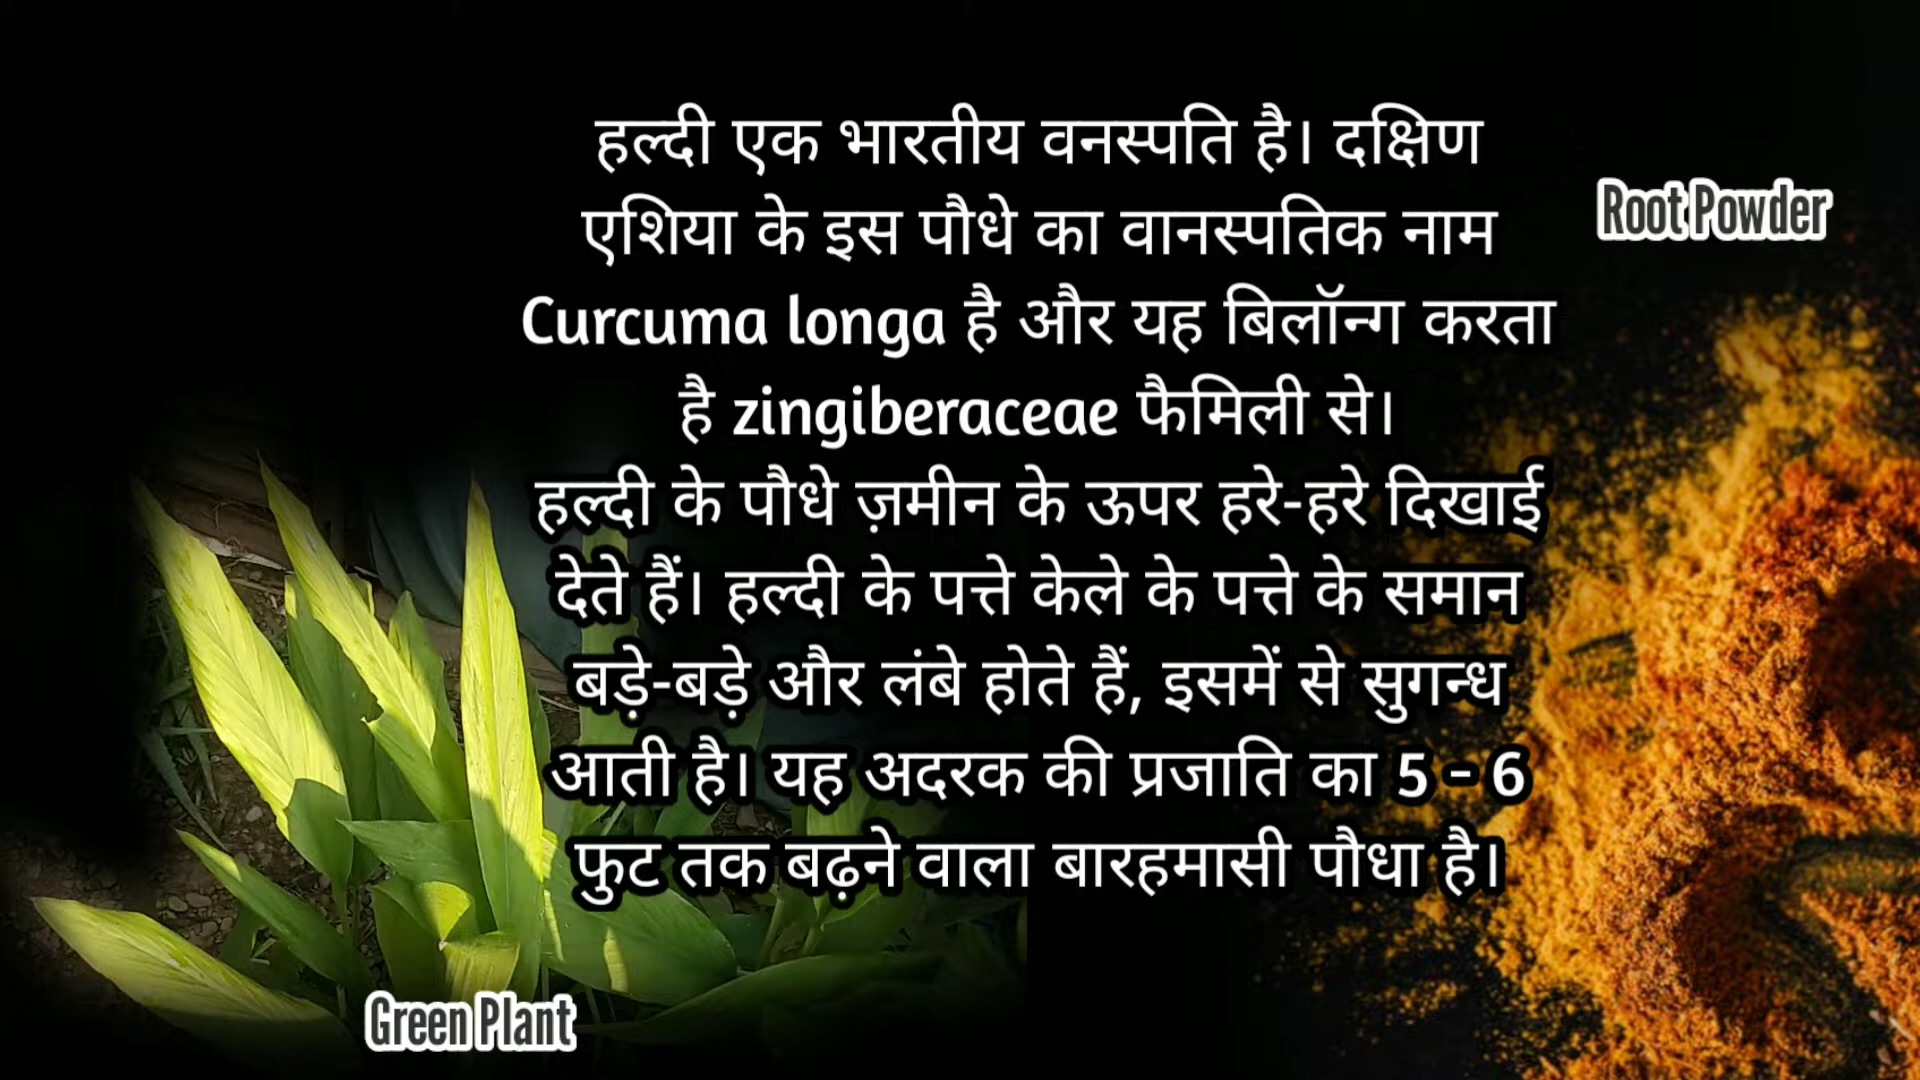 हल्दी एक भारतीय वनस्पति है। दक्षिण
एशिया के इस पौधे का वानस्पतिक नाम
Curcuma longa है और यह बिलॉन्ग करता
है zingiberaceae फैमिली से।
हल्दी के पौधे ज़मीन के ऊपर हरे-हरे दिखाई
देते हैं। हल्दी के पत्ते केले के पत्ते के समान
बड़े-बड़े और लंबे होते हैं, इसमें से सुगन्ध
आती है। यह अदरक की प्रजाति का 5 - 6
फुट तक बढ़ने वाला बारहमासी पौधा है।
Root Powder
Green Plant